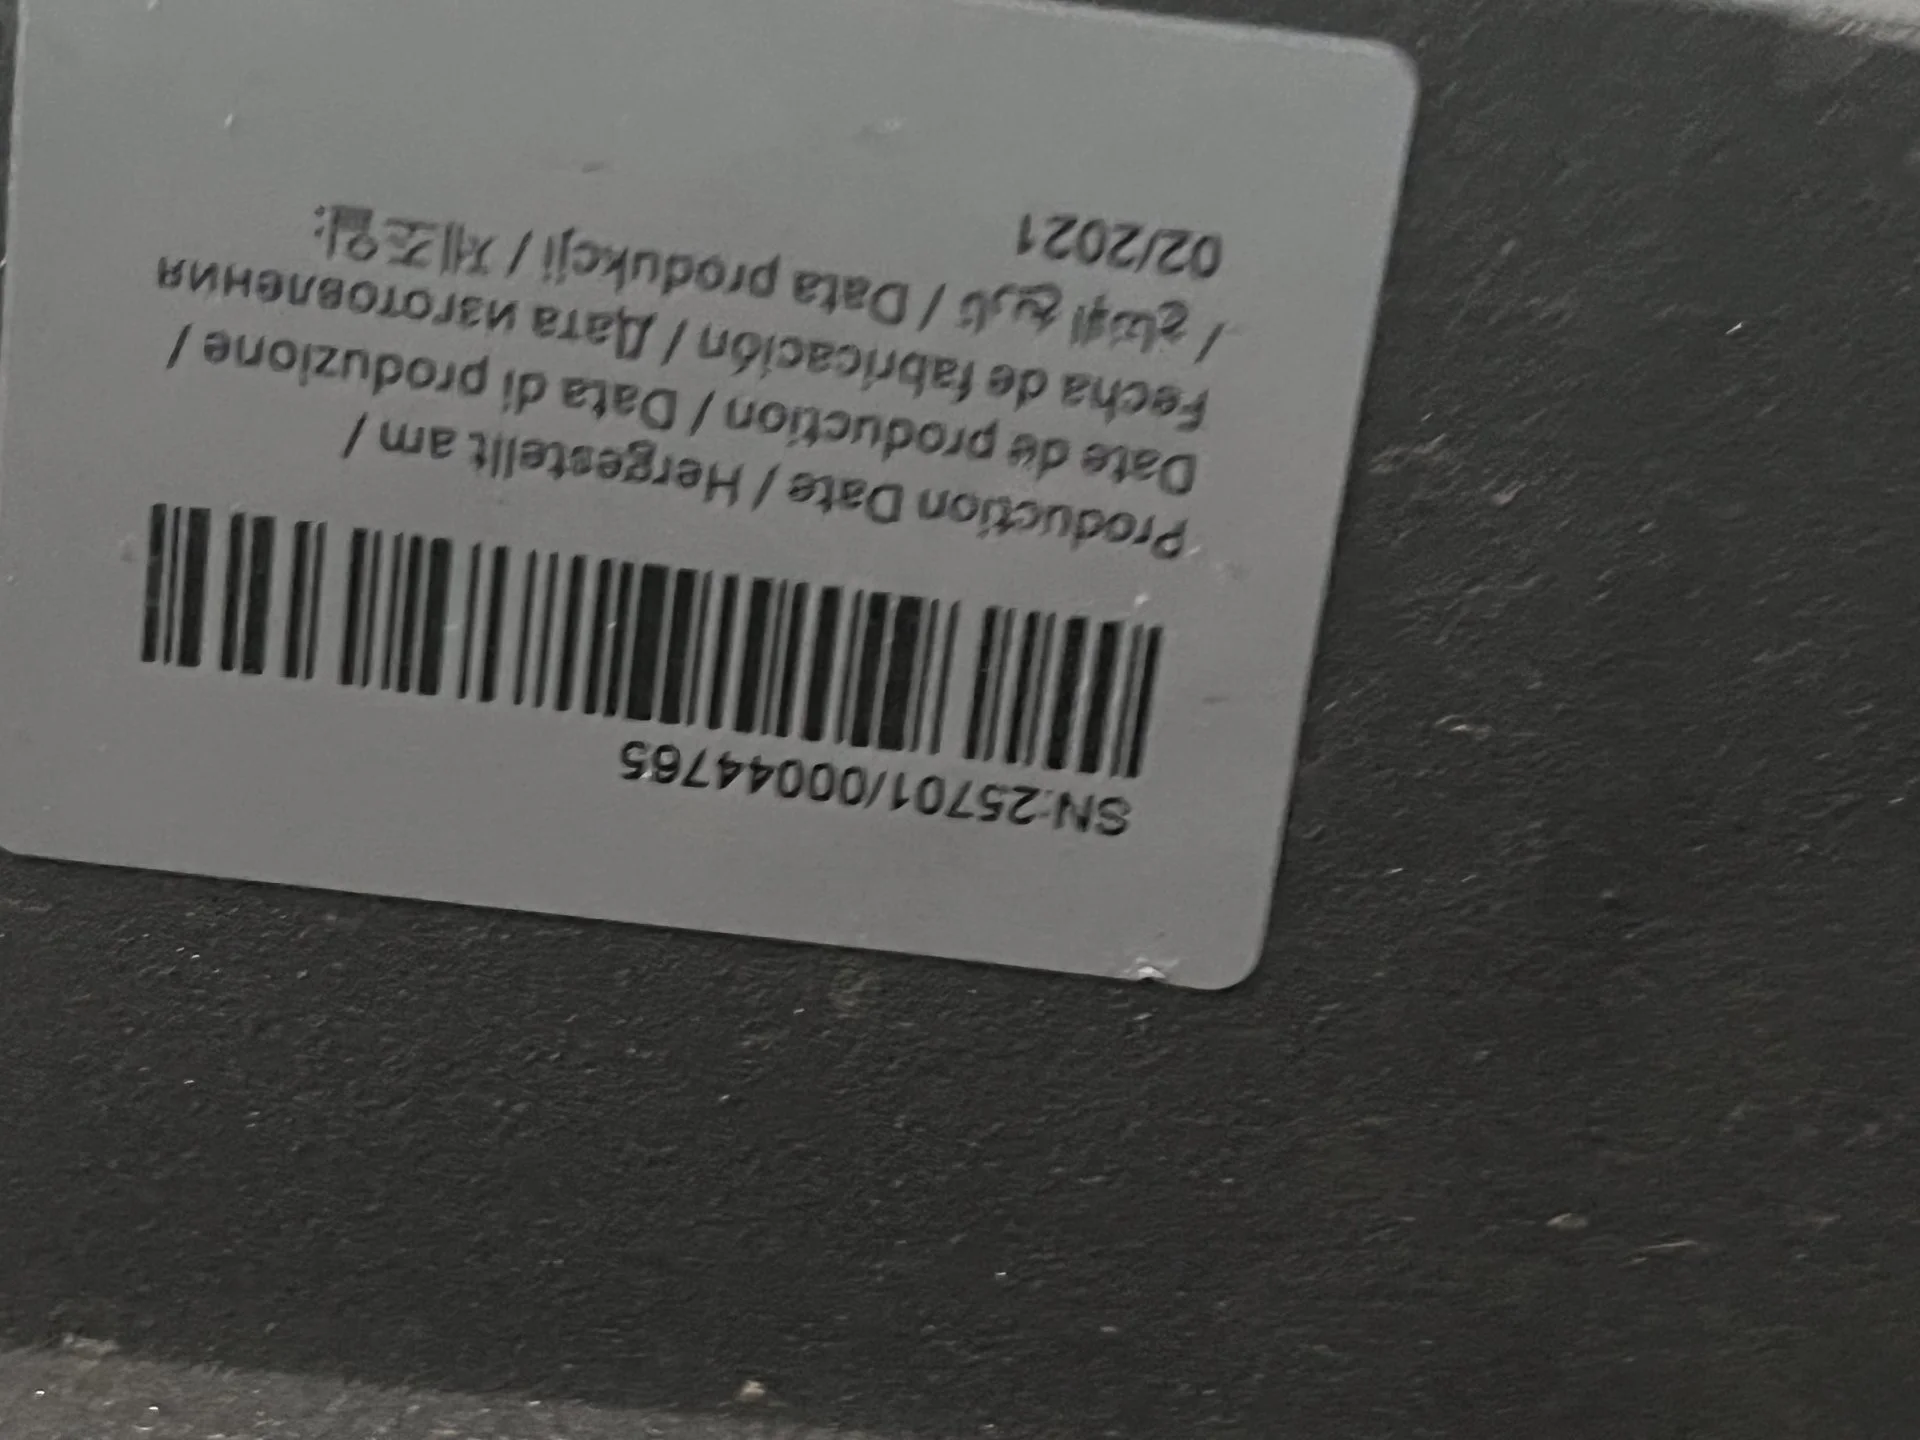 SN:25701/00044765
Production Date / Hergestellt am /
Date de production / Data di produzione /
Fecha de fabricación / Дата изготовления
/ تاريخ الإنتاج / Data produkcji / 제조일:
02/2021